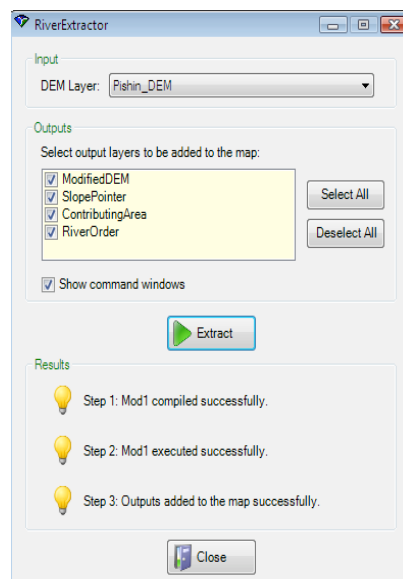 RiverExtractor
Input
DEM Layer: Pishin_DEM
Outputs
Select output layers to be added to the map:
ModifiedDEM
SlopePointer
ContributingArea
RiverOrder
Select All
Deselect All
Show command windows
Extract
Results
Step 1: Mod1 compiled successfully.
Step 2: Mod1 executed successfully.
Step 3: Outputs added to the map successfully.
Close